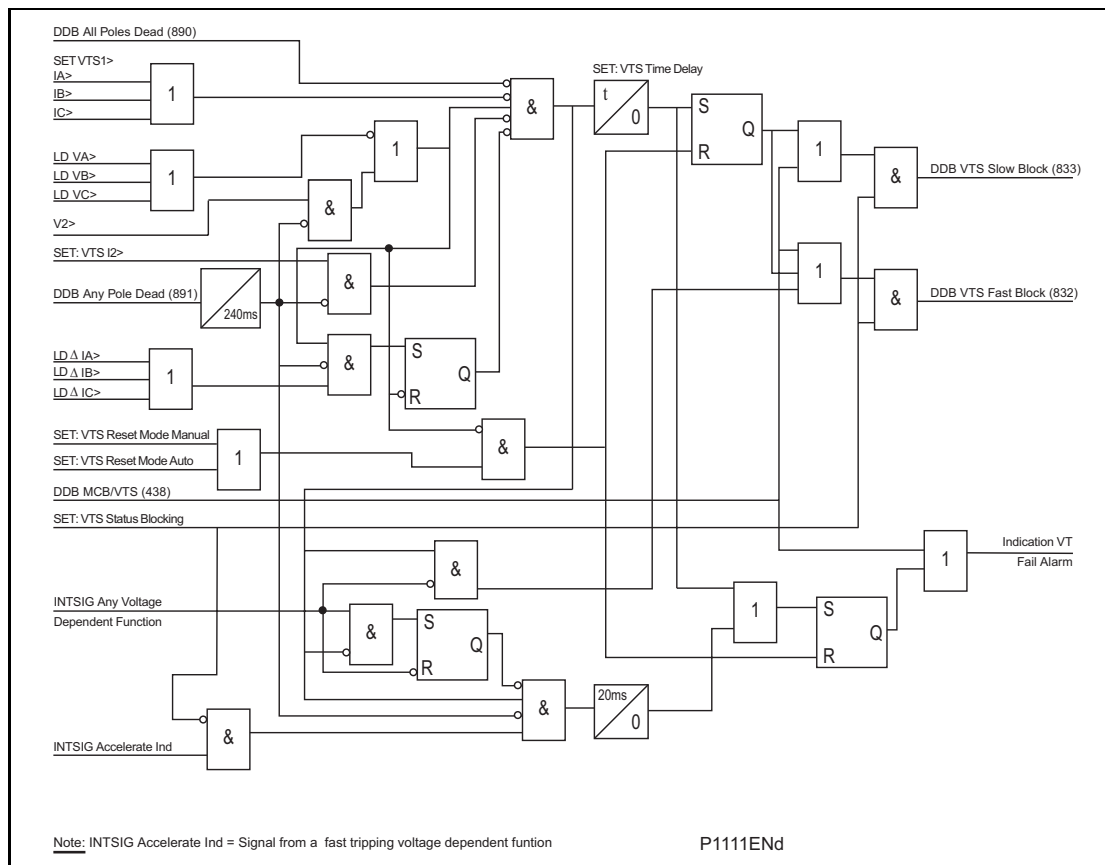 DDB All Poles Dead (890)
SET VTS1>
IA>
IB>
IC>
1
&
SET: VTS Time Delay
t
0
S
Q
R
1
&
DDB VTS Slow Block (833)
LD VA>
LD VB>
LD VC>
1
1
V2>
&
SET: VTS I2>
&
DDB Any Pole Dead (891)
240ms
1
&
DDB VTS Fast Block (832)
LD Δ IA>
LD Δ IB>
LD Δ IC>
1
&
S
Q
R
SET: VTS Reset Mode Manual
SET: VTS Reset Mode Auto
1
&
DDB MCB/VTS (438)
SET: VTS Status Blocking
1
Indication VT
Fail Alarm
&
INTSIG Any Voltage
Dependent Function
&
S
Q
R
1
S
Q
R
&
20ms
0
INTSIG Accelerate Ind
&
Note: INTSIG Accelerate Ind = Signal from a fast tripping voltage dependent funtion
P1111ENd